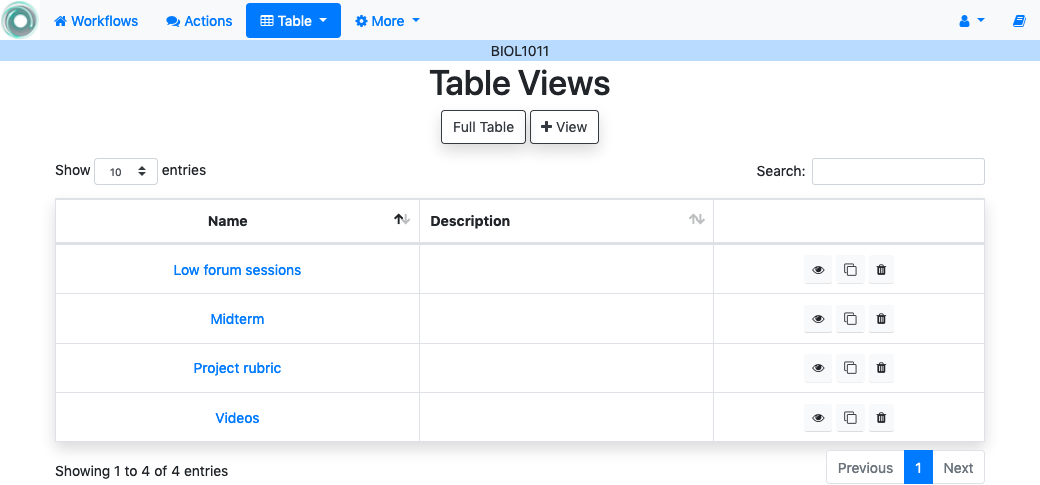 Workflows Actions Table More
BIOL1011
Table Views
Full Table View
Show 10 entries Search:
Name Description
Low forum sessions
Midterm
Project rubric
Videos
Showing 1 to 4 of 4 entries Previous 1 Next